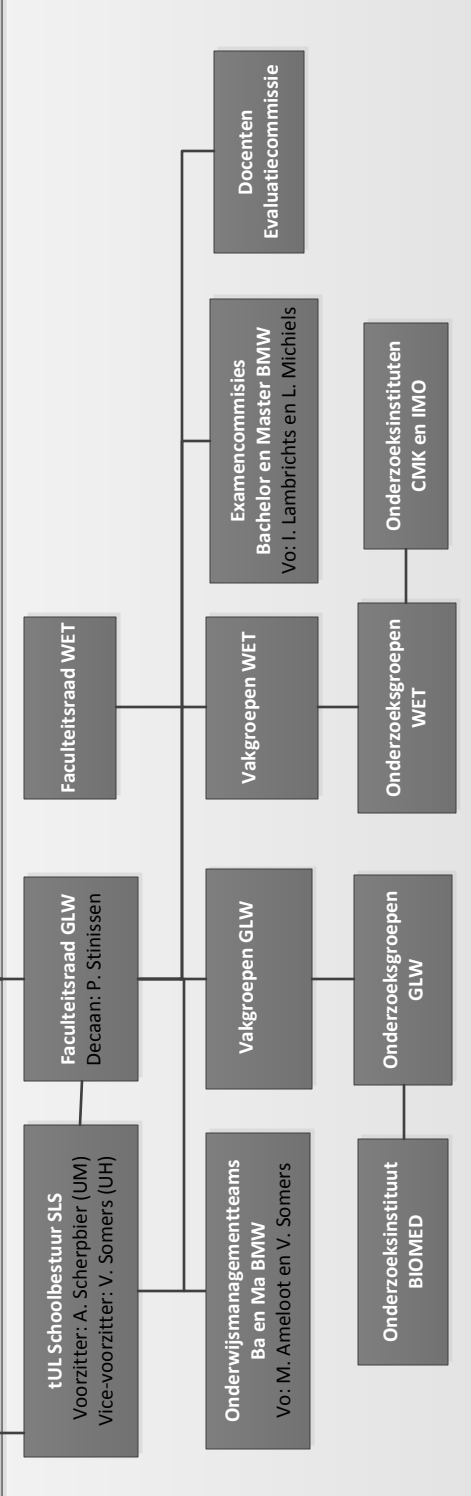 tUL Schoolbestuur SLS
Voorzitter: A. Scherpbier (UM)
Vice-voorzitter: V. Somers (UH)
Faculteitsraad GLW
Decaan: P. Stinissen
Faculteitsraad WET
Onderwijsmanagementteams
Ba en Ma BMW
Vo: M. Ameloot en V. Somers
Vakgroepen GLW
Vakgroepen WET
Examencommisies
Bachelor en Master BMW
Vo: I. Lambrichts en L. Michiels
Docenten
Evaluatiecommissie
Onderzoeksinstituut
BIOMED
Onderzoeksgroepen
GLW
Onderzoeksgroepen
WET
Onderzoeksinstituten
CMK en IMO